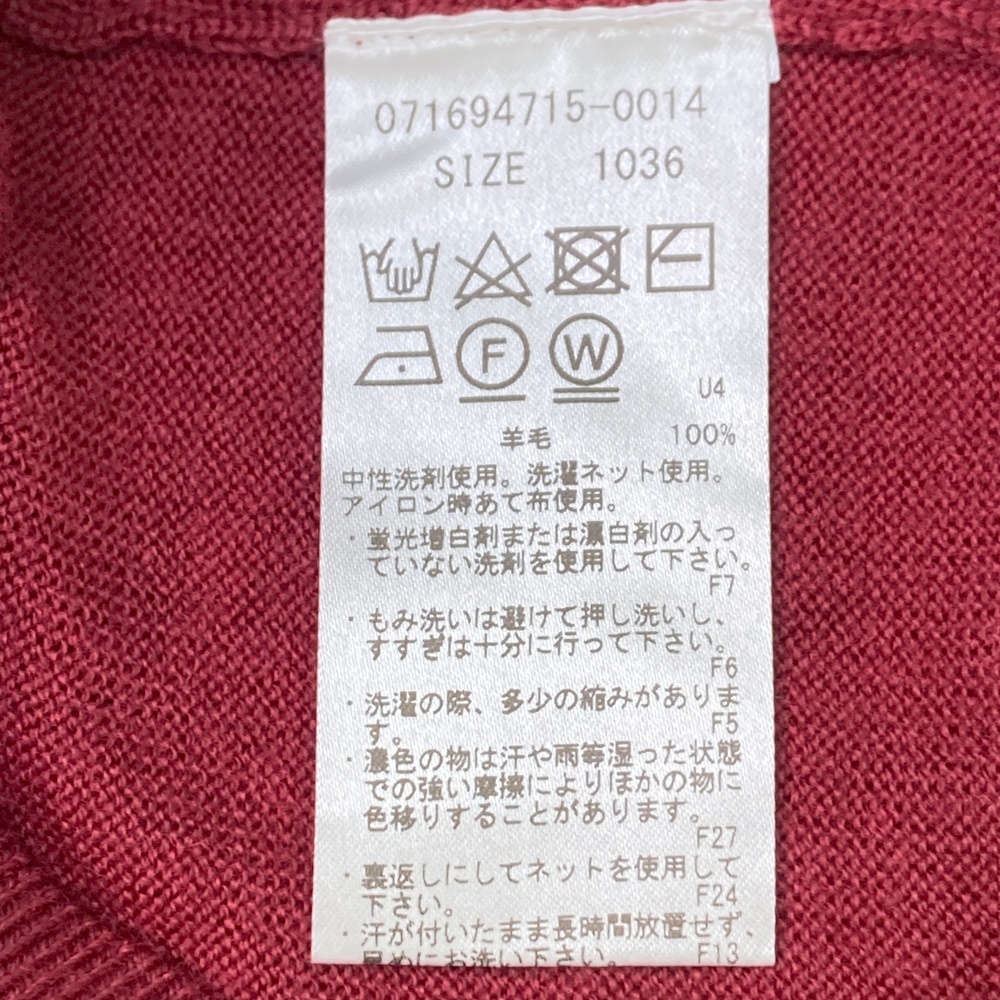 071694715-0014
SIZE 1036
F W
U4
羊毛 100%
中性洗剤使用。洗濯ネット使用。
アイロン時あて布使用。
・蛍光増白剤または漂白剤の入っ
ていない洗剤を使用して下さい。
F7
・もみ洗いは避けて押し洗いし、
すすぎは十分に行って下さい。
F6
・洗濯の際、多少の縮みがありま
す。 F5
・濃色の物は汗や雨等湿った状態
での強い摩擦によりほかの物に
色移りすることがあります。
F27
・裏返しにしてネットを使用して
下さい。 F24
・汗が付いたまま長時間放置せず、
早めにお洗い下さい。 F13